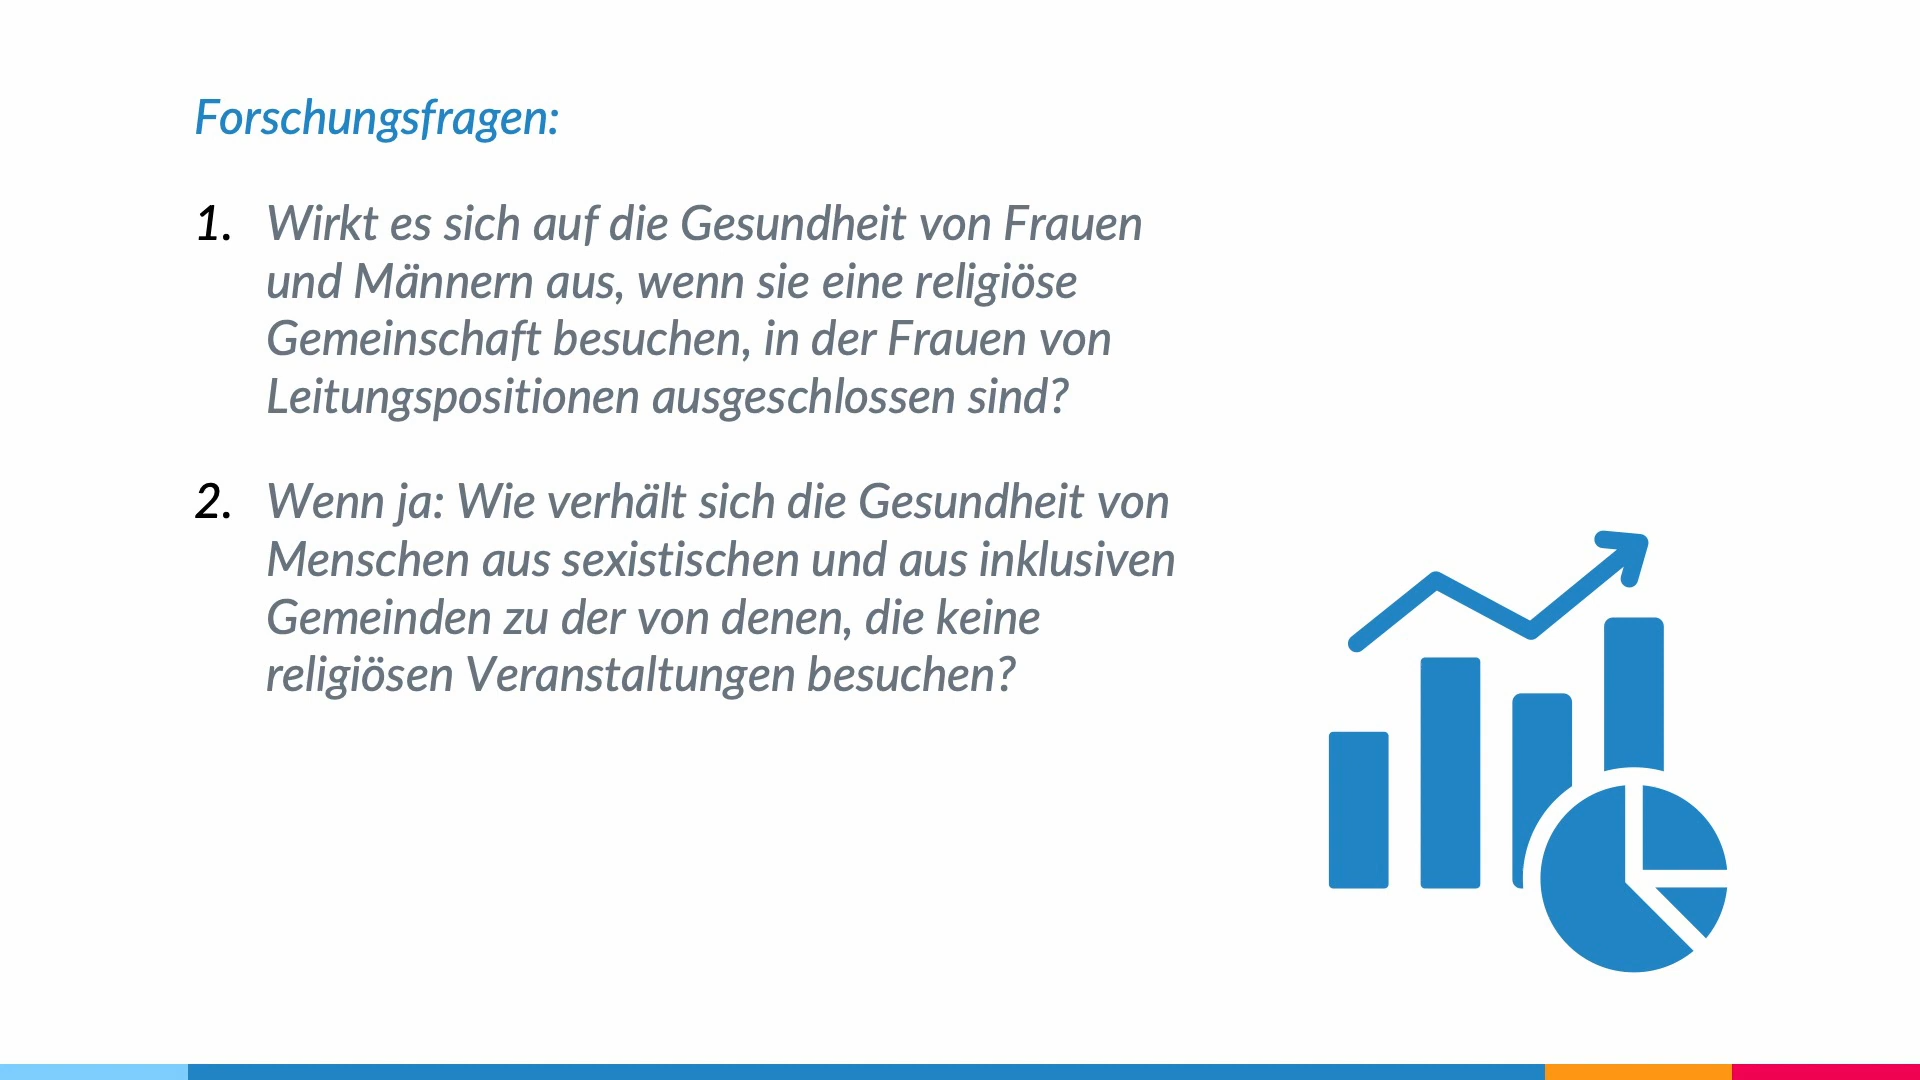 Forschungsfragen:
1. Wirkt es sich auf die Gesundheit von Frauen
und Männern aus, wenn sie eine religiöse
Gemeinschaft besuchen, in der Frauen von
Leitungspositionen ausgeschlossen sind?
2. Wenn ja: Wie verhält sich die Gesundheit von
Menschen aus sexistischen und aus inklusiven
Gemeinden zu der von denen, die keine
religiösen Veranstaltungen besuchen?